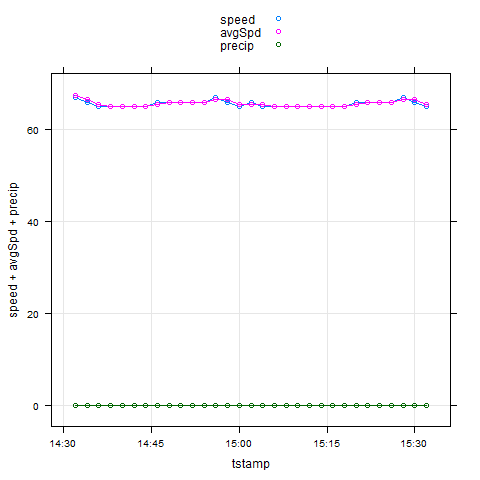 speed
avgSpd
precip
speed + avgSpd + precip
60
40
20
0
14:30 14:45 15:00 15:15 15:30
tstamp